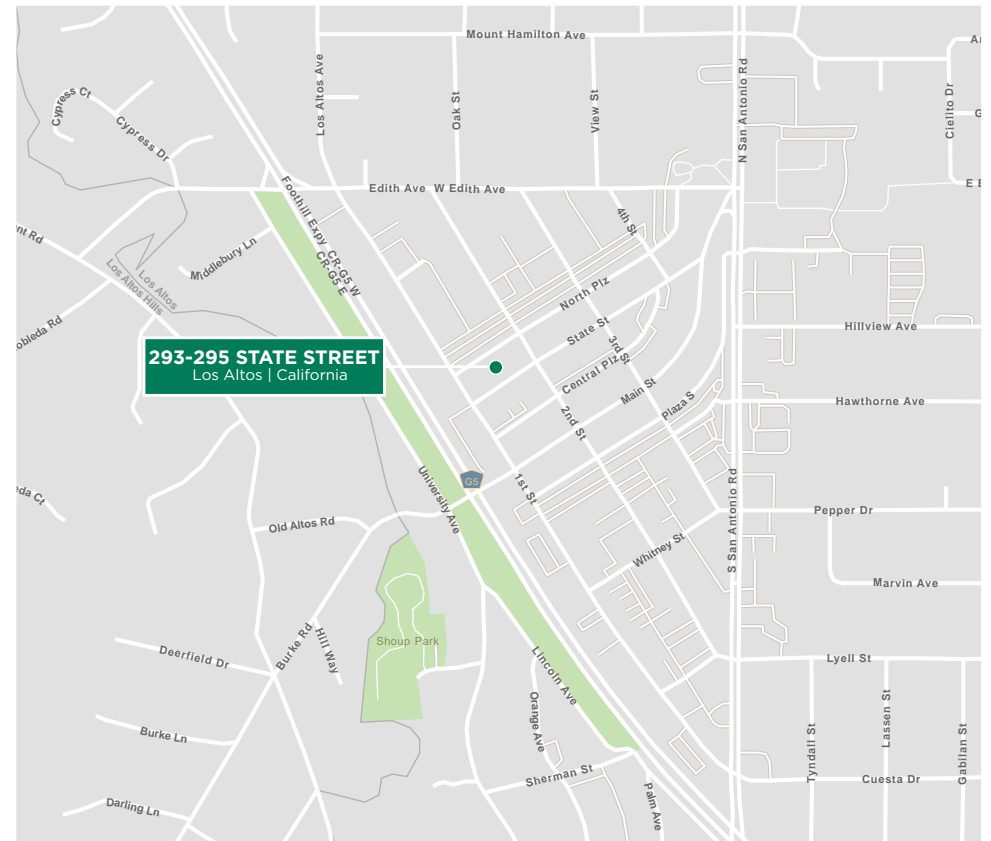 Mount Hamilton Ave
Los Altos Ave
Oak St
View St
N San Antonio Rd
Cielito Dr
Cypress Ct
Cypress Dr
Edith Ave W Edith Ave
Foothill Expy CR-G5 W
CR-G5 E
4th St
Middlebury Ln
Los Altos
Los Altos Hills
North Plz
State St
3rd St
Central Plz
Main St
Plaza S
2nd St
1st St
Hillview Ave
Hawthorne Ave
293-295 STATE STREET
Los Altos | California
G5
University Ave
Old Altos Rd
S San Antonio Rd
Pepper Dr
Whitney St
Marvin Ave
Shoup Park
Burke Rd
Hill Way
Deerfield Dr
Lincoln Ave
Orange Ave
Lyell St
Burke Ln
Tyndall St
Lassen St
Gabilan St
Sherman St
Cuesta Dr
Palm Ave
Darling Ln